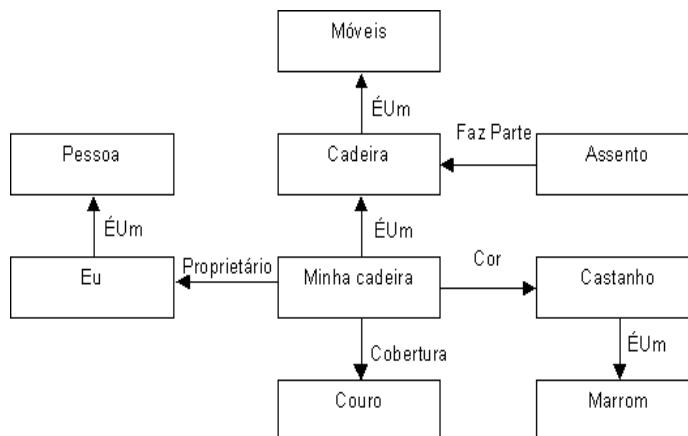 Móveis
ÉUm
Faz Parte
Pessoa
Cadeira
Assento
ÉUm
ÉUm
Proprietário
Cor
Eu
Minha cadeira
Castanho
Cobertura
ÉUm
Couro
Marrom